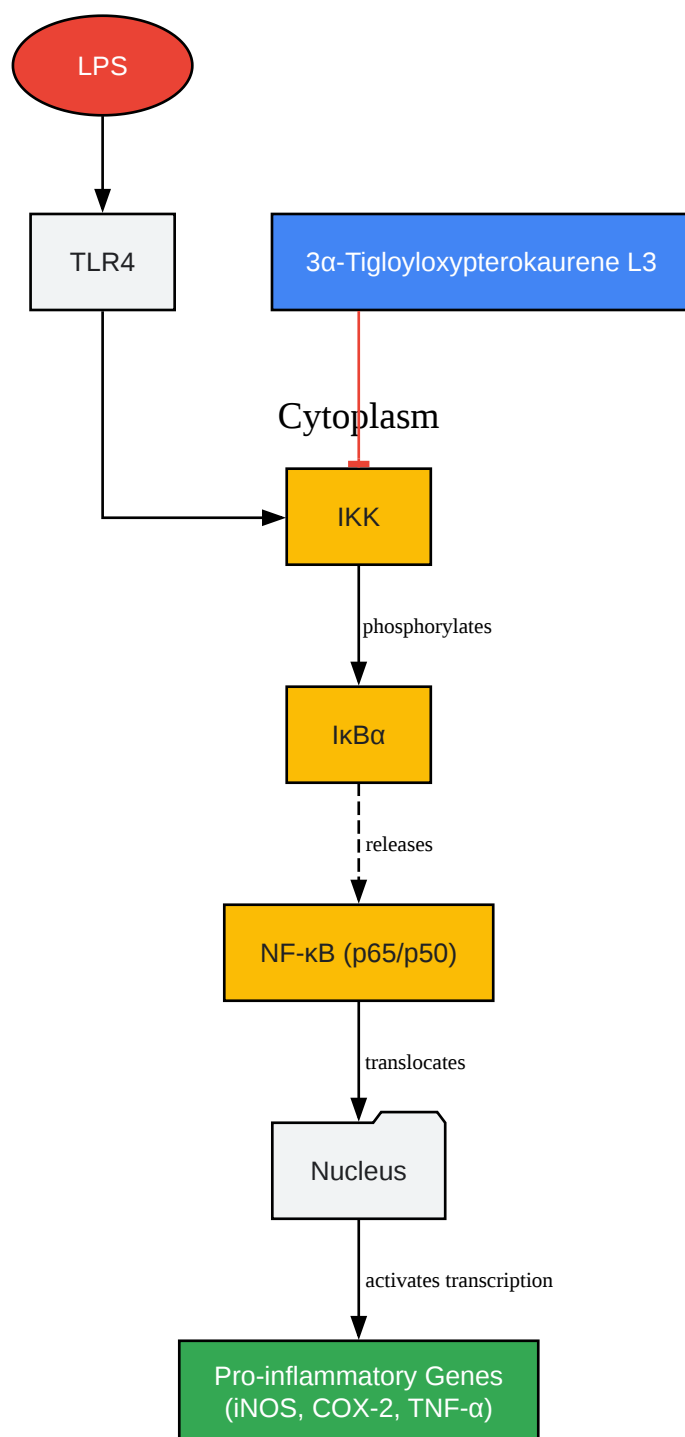 LPS
TLR4
3α-Tigloyloxypterokaurene L3
Cytoplasm
IKK
phosphorylates
IκBα
releases
NF-κB (p65/p50)
translocates
Nucleus
activates transcription
Pro-inflammatory Genes
(iNOS, COX-2, TNF-α)